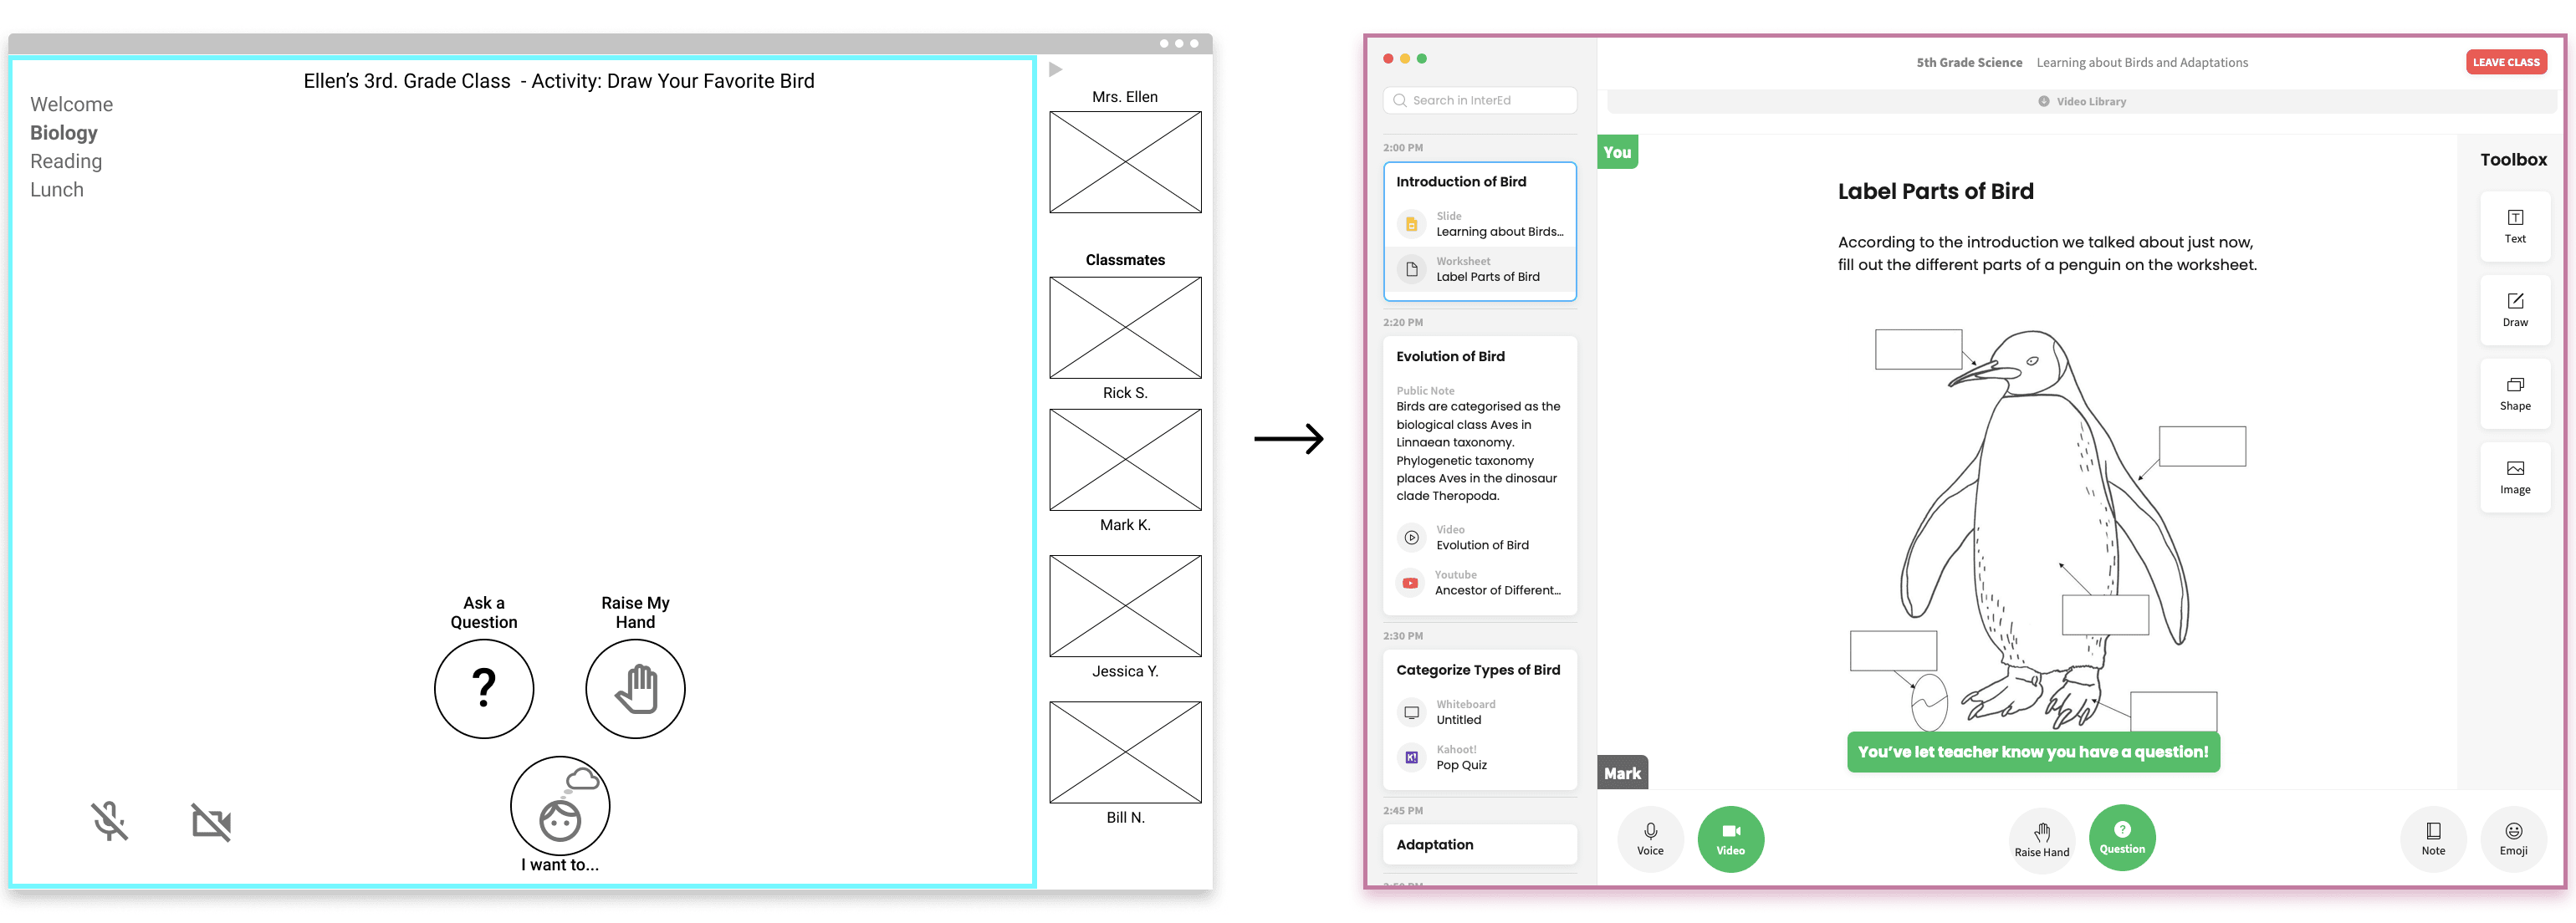 Ellen’s 3rd. Grade Class - Activity: Draw Your Favorite Bird
Welcome
Biology
Reading
Lunch
Ask a
Question
?
Raise My
Hand
I want to...
Mrs. Ellen
Classmates
Rick S.
Mark K.
Jessica Y.
Bill N.
Search in InterEd
2:00 PM
Introduction of Bird
Slide
Learning about Birds...
Worksheet
Label Parts of Bird
2:20 PM
Evolution of Bird
Public Note
Birds are categorised as the
biological class Aves in
Linnaean taxonomy.
Phylogenetic taxonomy
places Aves in the dinosaur
clade Theropoda.
Video
Evolution of Bird
Youtube
Ancestor of Different...
2:30 PM
Categorize Types of Bird
Whiteboard
Untitled
K!
Kahoot!
Pop Quiz
2:45 PM
Adaptation
5th Grade Science Learning about Birds and Adaptations
LEAVE CLASS
Video Library
You
Label Parts of Bird
According to the introduction we talked about just now,
fill out the different parts of a penguin on the worksheet.
You’ve let teacher know you have a question!
Mark
Toolbox
T
Text
Draw
Shape
Image
Voice
Video
Raise Hand
?
Question
Note
Emoji